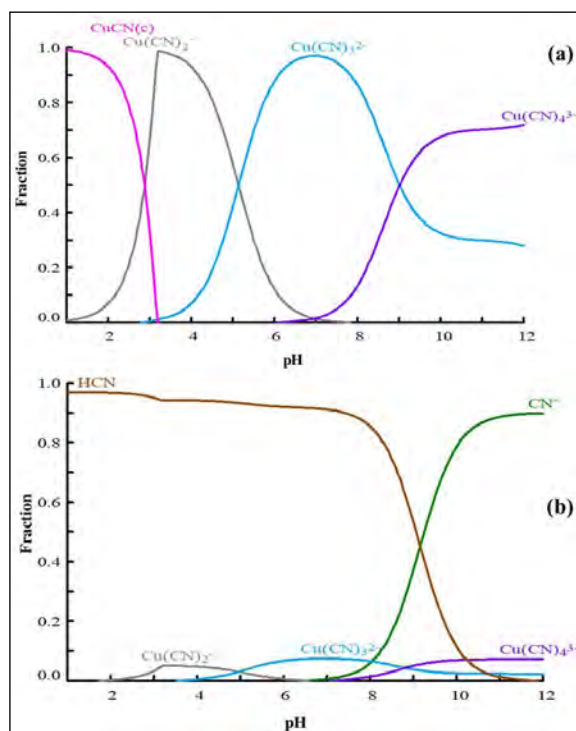 CuCN(c)
Cu(CN)₂⁻
Cu(CN)₃²⁻
(a)
1.0
Cu(CN)₄³⁻
0.8
0.6
Fraction
0.4
0.2
0.0
2 4 6 8 10 12
pH
HCN
1.0
CN⁻
0.8
(b)
0.6
Fraction
0.4
0.2
Cu(CN)₂⁻ Cu(CN)₃²⁻ Cu(CN)₄³⁻
0.0
2 4 6 8 10 12
pH